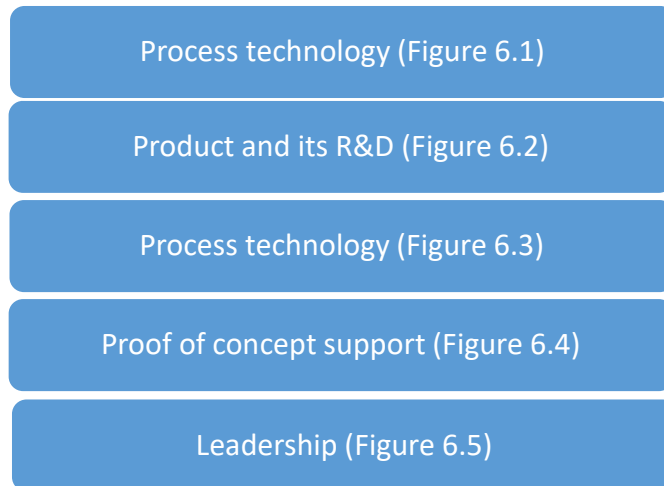 Process technology (Figure 6.1)
Product and its R&D (Figure 6.2)
Process technology (Figure 6.3)
Proof of concept support (Figure 6.4)
Leadership (Figure 6.5)